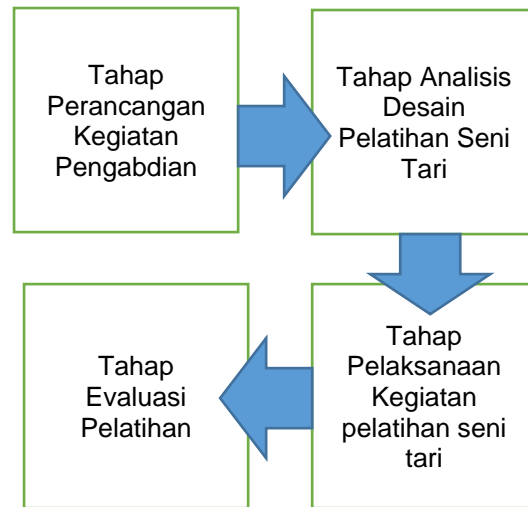 Tahap
Perancangan
Kegiatan
Pengabdian
Tahap Analisis
Desain
Pelatihan Seni
Tari
Tahap
Pelaksanaan
Kegiatan
pelatihan seni
tari
Tahap
Evaluasi
Pelatihan